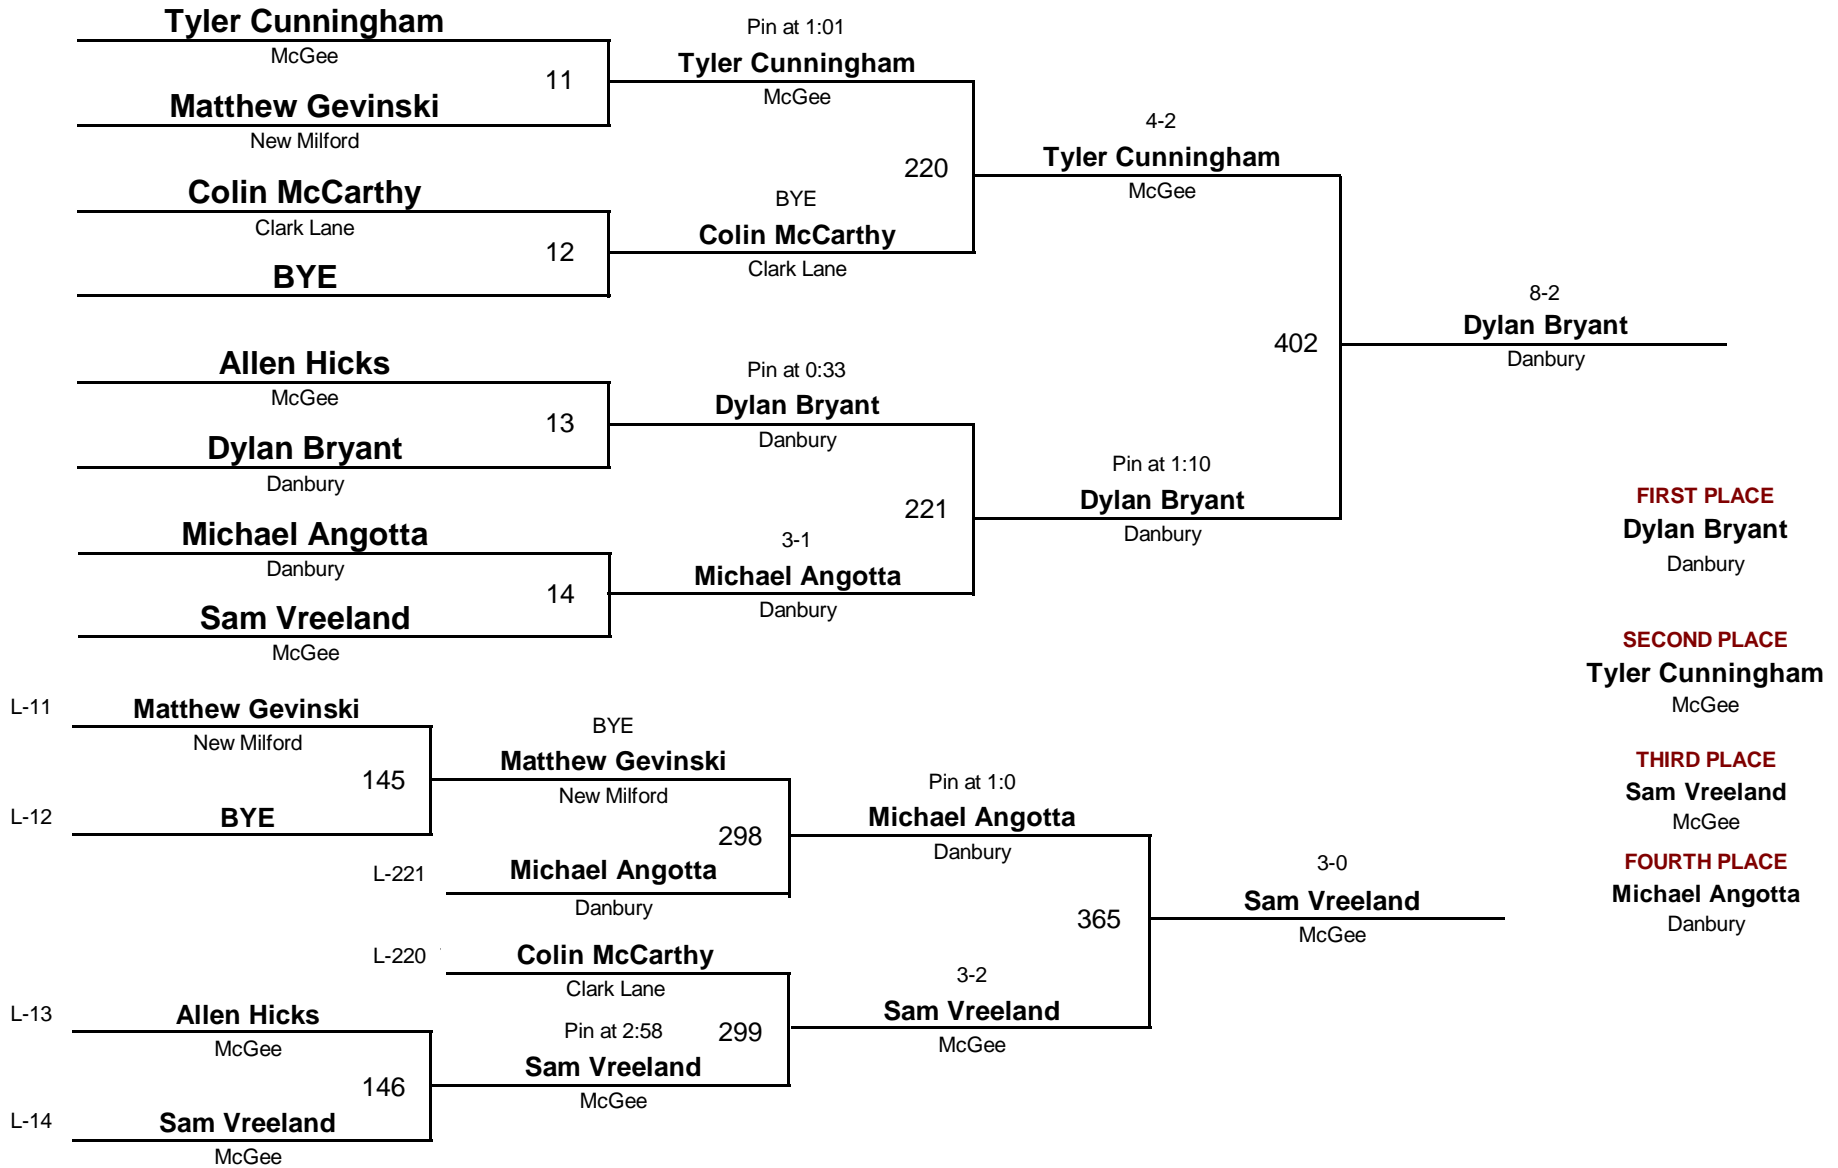 Tyler Cunningham
McGee
11
Matthew Gevinski
New Milford
Pin at 1:01
Tyler Cunningham
McGee
Colin McCarthy
Clark Lane
12
BYE
BYE
Colin McCarthy
Clark Lane
220
4-2
Tyler Cunningham
McGee
Allen Hicks
McGee
13
Dylan Bryant
Danbury
Pin at 0:33
Dylan Bryant
Danbury
Michael Angotta
Danbury
14
Sam Vreeland
McGee
3-1
Michael Angotta
Danbury
221
Pin at 1:10
Dylan Bryant
Danbury
402
8-2
Dylan Bryant
Danbury
FIRST PLACE
Dylan Bryant
Danbury
SECOND PLACE
Tyler Cunningham
McGee
THIRD PLACE
Sam Vreeland
McGee
FOURTH PLACE
Michael Angotta
Danbury
L-11
Matthew Gevinski
New Milford
145
L-12
BYE
BYE
Matthew Gevinski
New Milford
298
L-221
Michael Angotta
Danbury
Pin at 1:0
Michael Angotta
Danbury
L-220
Colin McCarthy
Clark Lane
299
L-13
Allen Hicks
McGee
146
L-14
Sam Vreeland
McGee
Pin at 2:58
Sam Vreeland
McGee
3-2
Sam Vreeland
McGee
365
3-0
Sam Vreeland
McGee